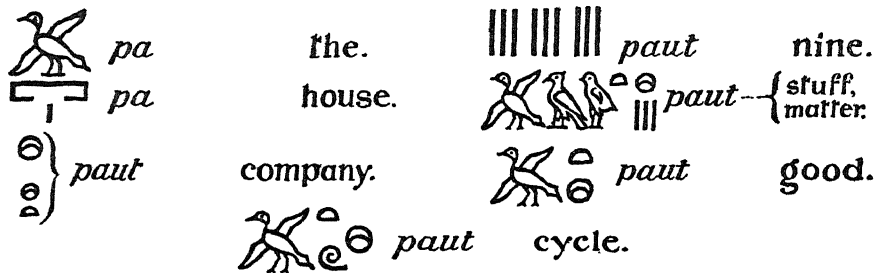 pa the.
paut nine.
pa house.
paut stuff, matter.
paut company.
paut good.
paut cycle.